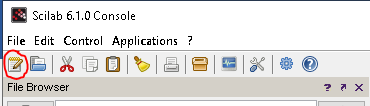 Scilab 6.1.0 Console
File Edit Control Applications ?
File Browser ? ↗ ✕